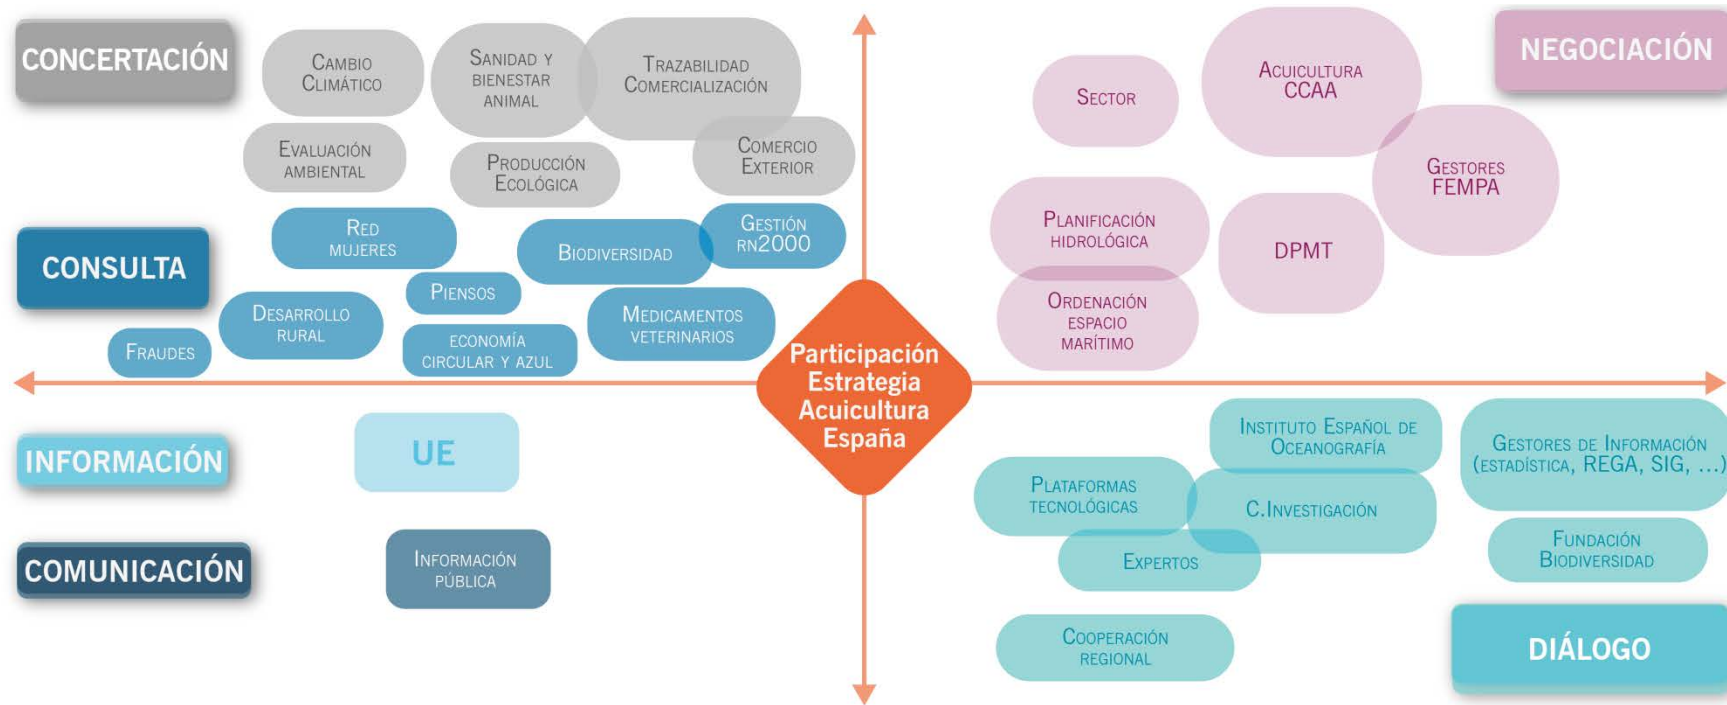 CONCERTACIÓN
CAMBIO
CLIMÁTICO
SANIDAD Y
BIENESTAR
ANIMAL
TRAZABILIDAD
COMERCIALIZACIÓN
EVALUACIÓN
AMBIENTAL
PRODUCCIÓN
ECOLÓGICA
COMERCIO
EXTERIOR
CONSULTA
RED
MUJERES
BIODIVERSIDAD
GESTIÓN
RN2000
PIENSOS
DESARROLLO
RURAL
FRAUDES
ECONOMÍA
CIRCULAR Y AZUL
MEDICAMENTOS
VETERINARIOS
NEGOCIACIÓN
SECTOR
ACUICULTURA
CCAA
GESTORES
FEMPA
PLANIFICACIÓN
HIDROLÓGICA
DPMT
ORDENACIÓN
ESPACIO
MARÍTIMO
Participación
Estrategia
Acuicultura
España
INFORMACIÓN
UE
COMUNICACIÓN
INFORMACIÓN
PÚBLICA
INSTITUTO ESPAÑOL DE
OCEANOGRAFÍA
GESTORES DE INFORMACIÓN
(ESTADÍSTICA, REGA, SIG, ...)
PLATAFORMAS
TECNOLÓGICAS
C.INVESTIGACIÓN
EXPERTOS
FUNDACIÓN
BIODIVERSIDAD
COOPERACIÓN
REGIONAL
DIÁLOGO